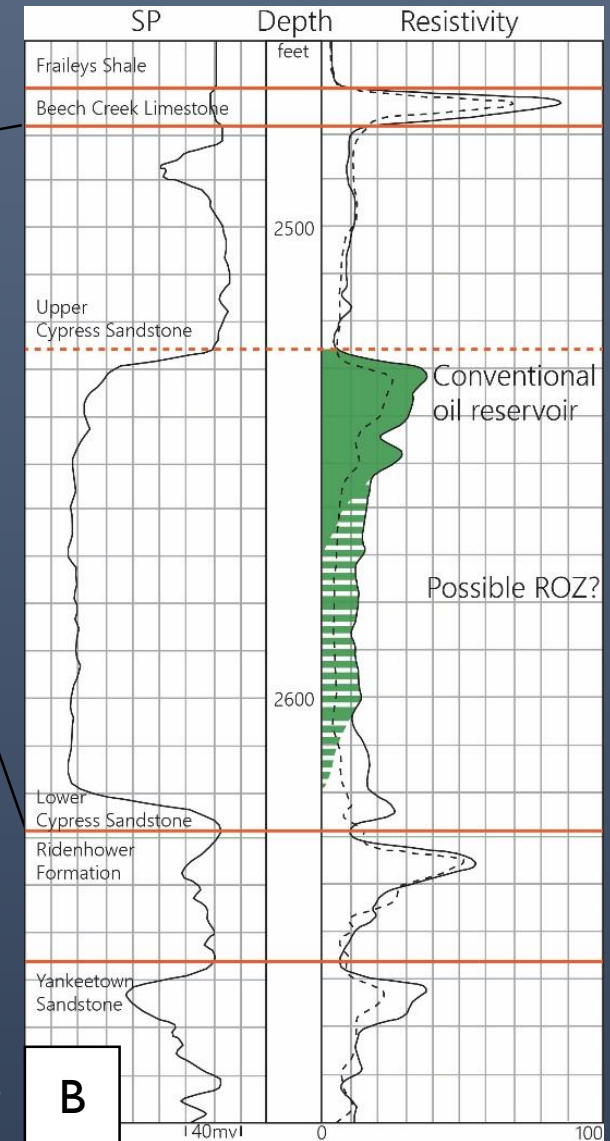 SP Depth Resistivity
feet
Fraileys Shale
Beech Creek Limestone
2500
Upper
Cypress Sandstone
Conventional
oil reservoir
Possible ROZ?
2600
Lower
Cypress Sandstone
Ridenhower
Formation
Yankeetown
Sandstone
B
40mv 0 100